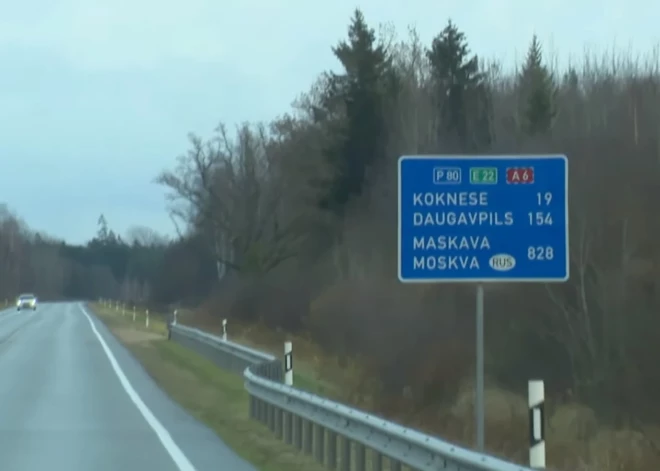 P 80 E 22 A 6
KOKNESE 19
DAUGAVPILS 154
MASKAVA
MOSKVA RUS 828